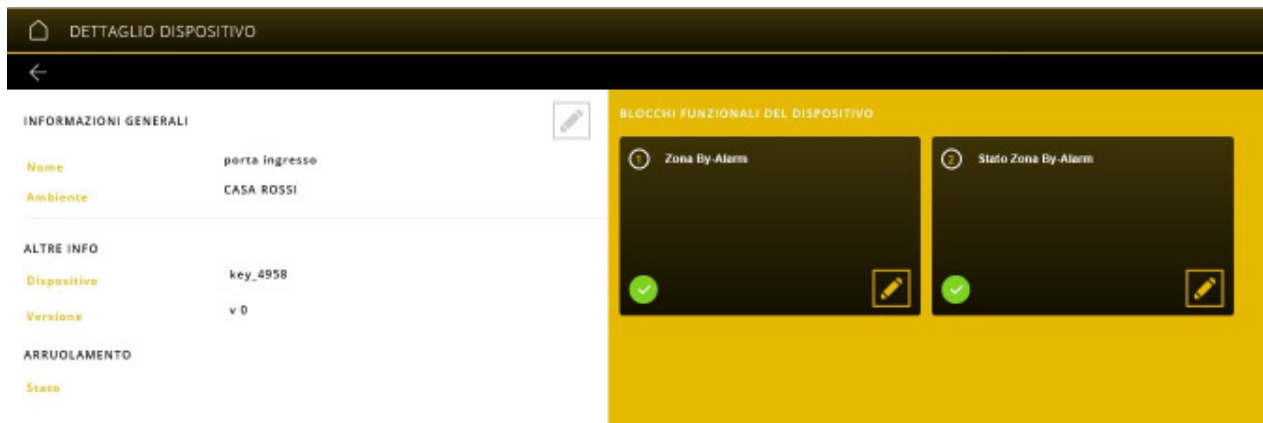 DETTAGLIO DISPOSITIVO
INFORMAZIONI GENERALI
Nome porta ingresso
Ambiente CASA ROSSI
ALTRE INFO
Dispositivo key_4958
Versione v 0
ARRUOLAMENTO
Stato
BLOCCHI FUNZIONALI DEL DISPOSITIVO
1 Zona By-Alarm
2 Stato Zona By-Alarm